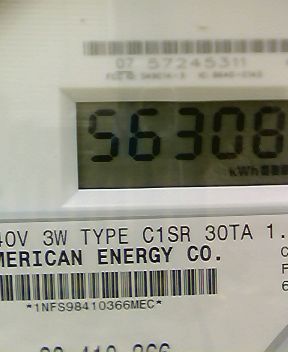 07 57245311
56308
kWh
40V 3W TYPE C1SR 30TA 1.
MERICAN ENERGY CO.
*1NFS98410366MEC*